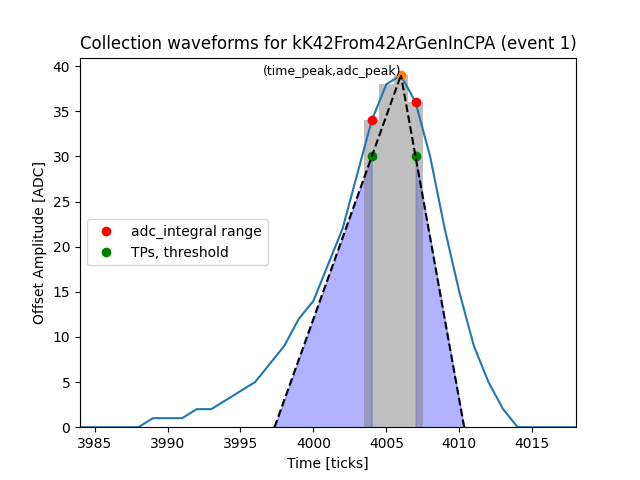 Collection waveforms for kK42From42ArGenInCPA (event 1)
(time_peak,adc_peak)
40
35
30
25
20
15
10
5
0
Offset Amplitude [ADC]
adc_integral range
TPs, threshold
3985 3990 3995 4000 4005 4010 4015
Time [ticks]